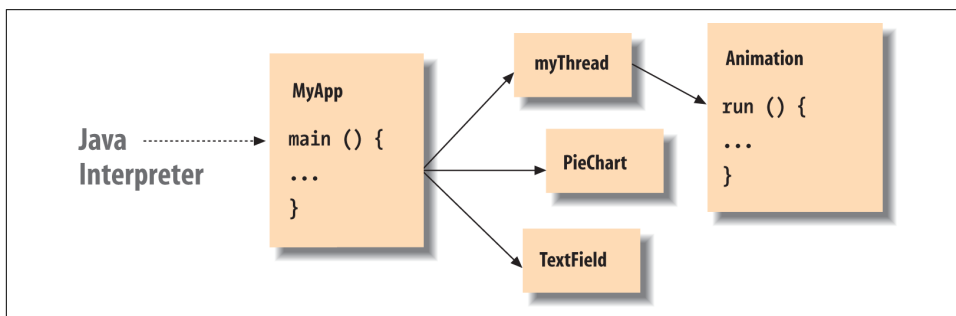 Java
Interpreter
MyApp
main () {
...
}
myThread
PieChart
TextField
Animation
run () {
...
}